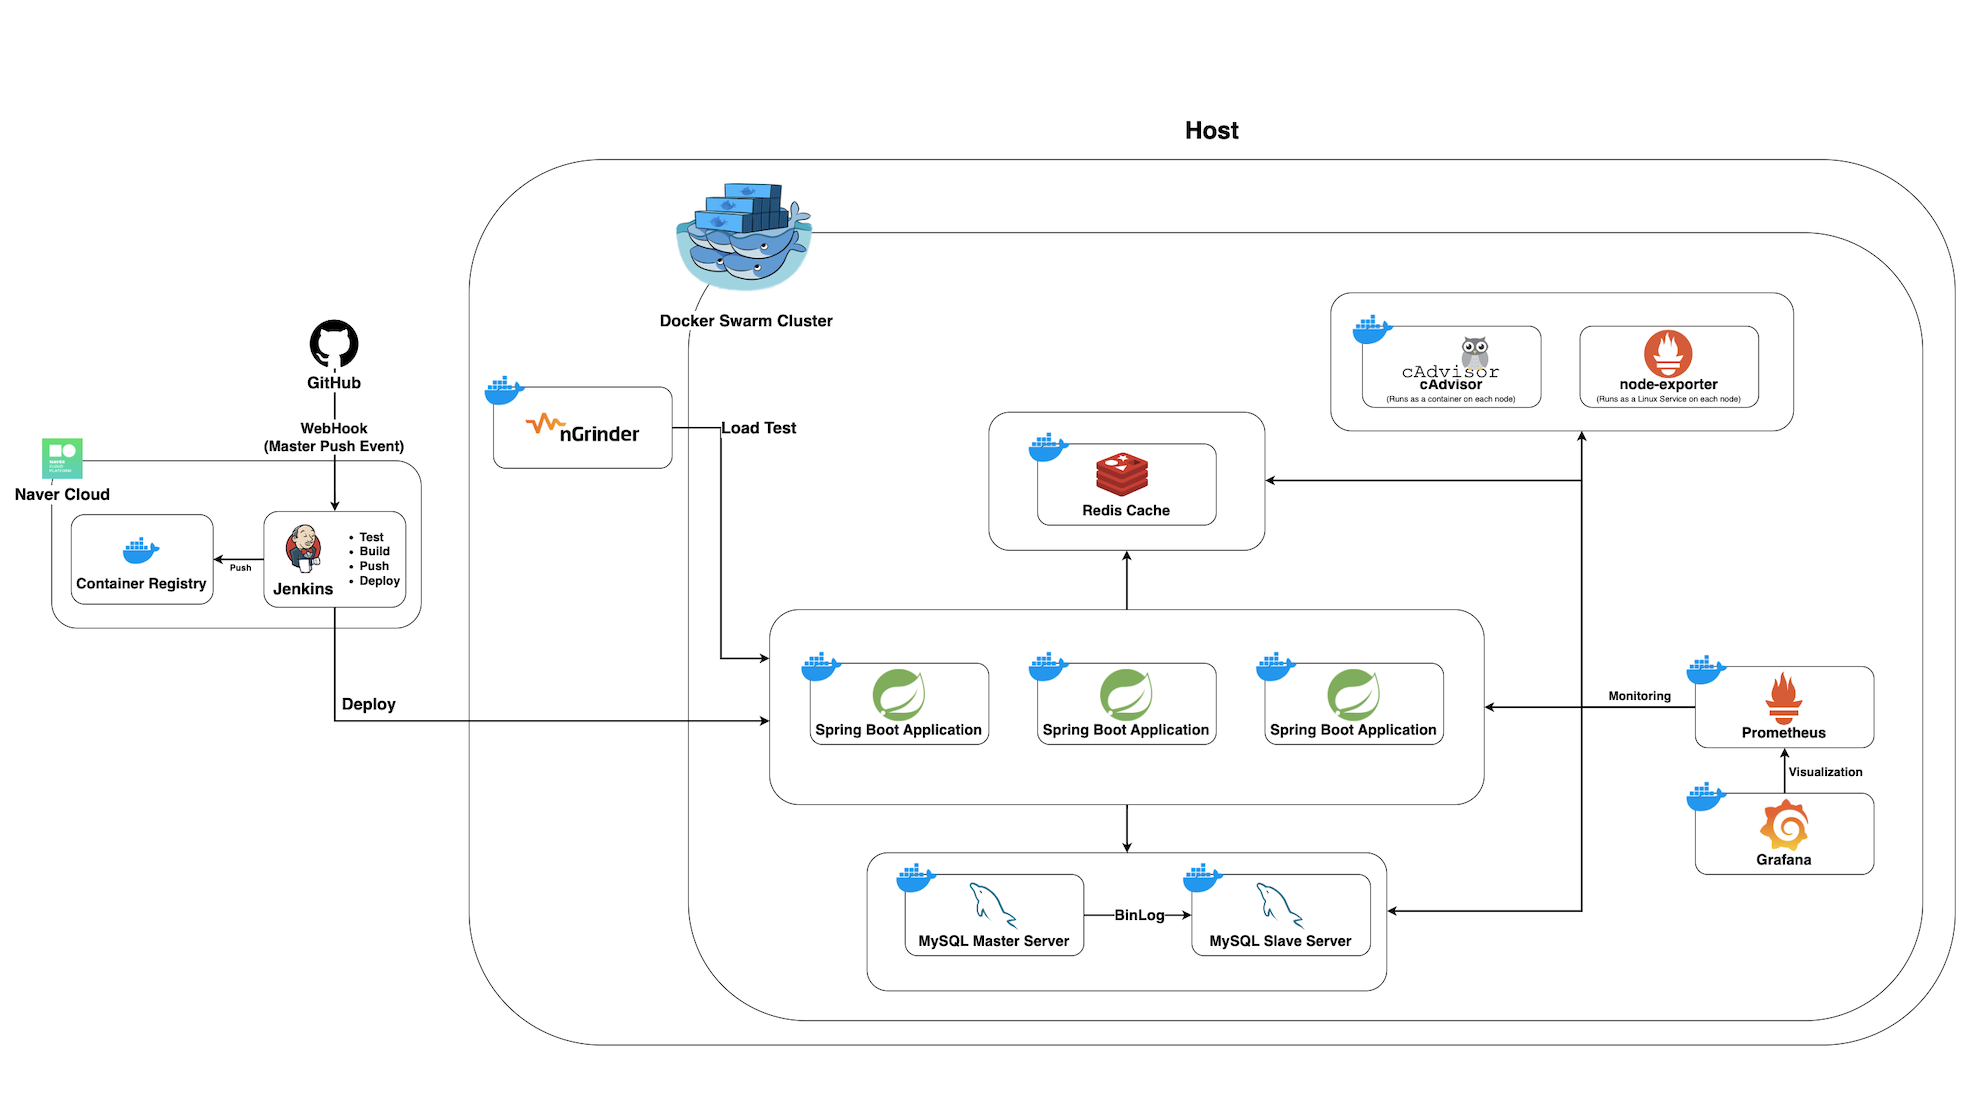 Host
Docker Swarm Cluster
GitHub
WebHook
(Master Push Event)
NAVER
CLOUD
PLATFORM
Naver Cloud
Container Registry
Push
Jenkins
• Test
• Build
• Push
• Deploy
Deploy
nGrinder
Load Test
Redis Cache
cAdvisor
cAdvisor
(Runs as a container on each node)
node-exporter
(Runs as a Linux Service on each node)
Spring Boot Application
Spring Boot Application
Spring Boot Application
Monitoring
Prometheus
Visualization
Grafana
MySQL Master Server
BinLog
MySQL Slave Server